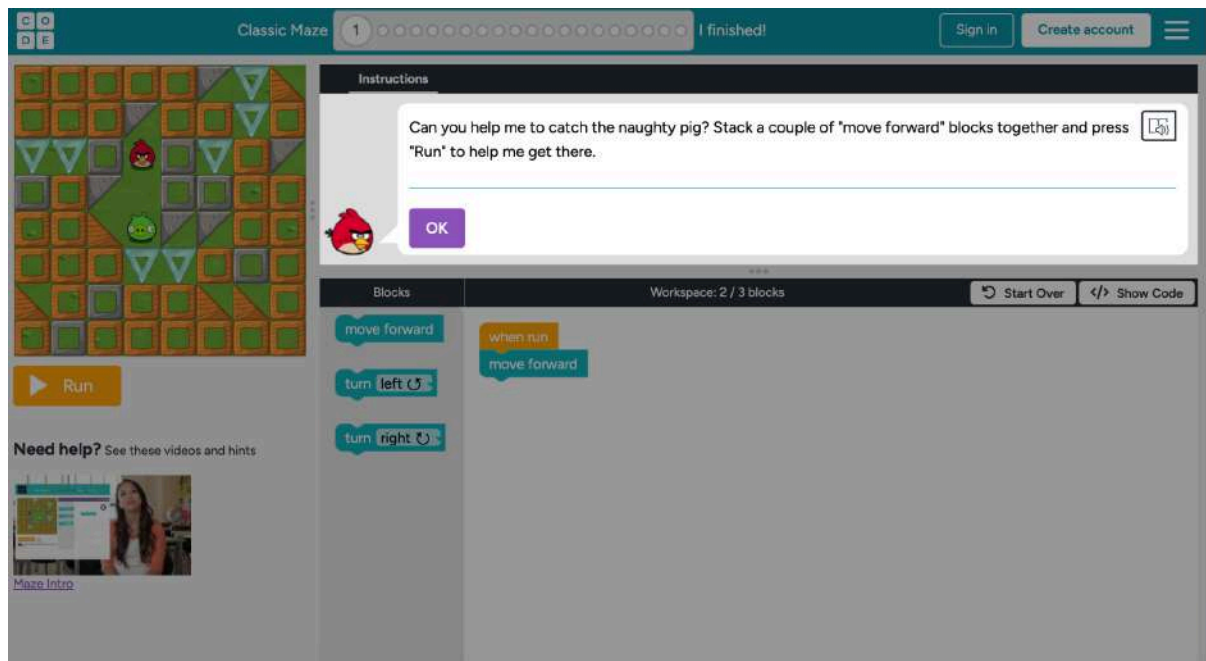 C O
D E
Classic Maze
1
I finished!
Sign in
Create account
Instructions
Can you help me to catch the naughty pig? Stack a couple of "move forward" blocks together and press
"Run" to help me get there.
OK
Blocks
Workspace: 2 / 3 blocks
Start Over
</> Show Code
move forward
turn left ↺
turn right ↻
when run
move forward
Run
Need help? See these videos and hints
Maze Intro